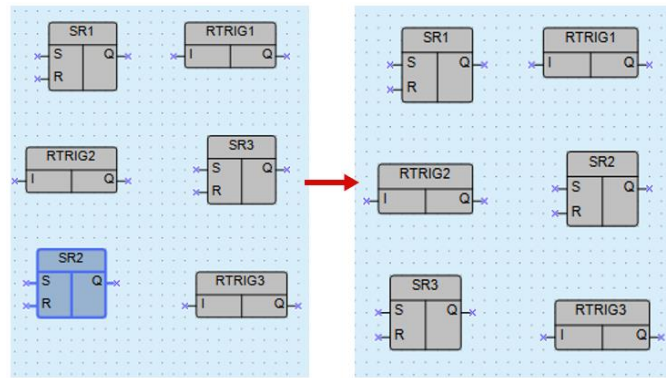 SR1
S Q
R
RTRIG1
I Q
RTRIG2
I Q
SR3
S Q
R
SR2
S Q
R
RTRIG3
I Q
SR1
S Q
R
RTRIG1
I Q
RTRIG2
I Q
SR2
S Q
R
SR3
S Q
R
RTRIG3
I Q